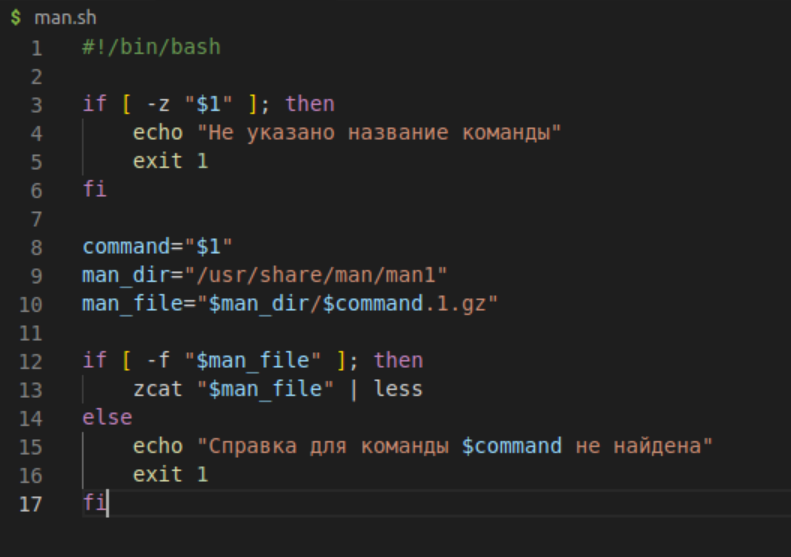 $ man.sh
1 #!/bin/bash
2
3 if [ -z "$1" ]; then
4 echo "Не указано название команды"
5 exit 1
6 fi
7
8 command="$1"
9 man_dir="/usr/share/man/man1"
10 man_file="$man_dir/$command.1.gz"
11
12 if [ -f "$man_file" ]; then
13 zcat "$man_file" | less
14 else
15 echo "Справка для команды $command не найдена"
16 exit 1
17 fi